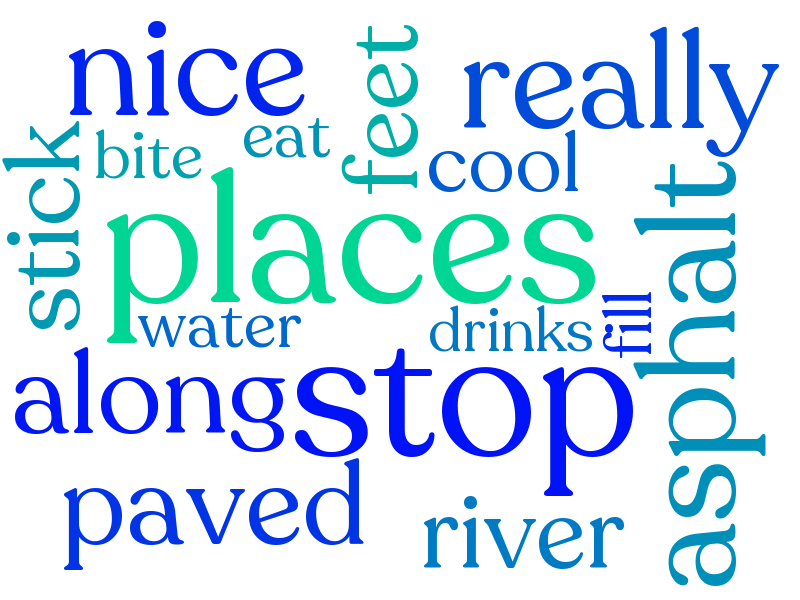 nice
feet
really
bite
eat
cool
stick
places
asphalt
water
drinks
fill
along
stop
paved
river